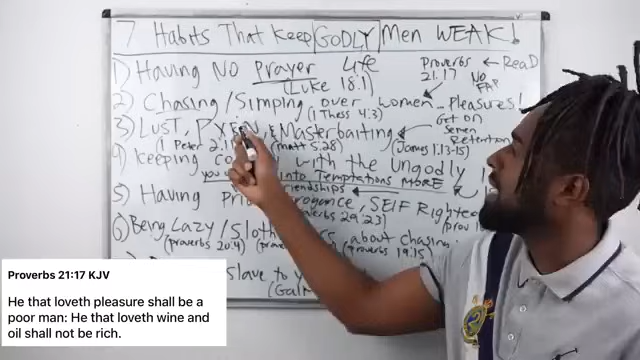 7 Habits That Keep GODLY Men WEAK!
1) Having NO Prayer Life
(Luke 18:1)
Proverbs 21:17 ← ReaD
NO FAP
2) Chasing/Simping over women Pleasures!
(1 Thess 4:3)
3) LusT, & Masterbaiting
(1 Peter 2:1 (matt 5:28) (James 1:13-15)
Get on Semen Retention
4) Keeping with the Ungodly
into Temptations MORE
5) Having friendships
Arrogance, SElF Righteo
(Proverbs 29:23) (prov
6) Being Lazy/Sloth about chasing
(proverbs 20:4) (prov proverbs 19:15)
Slave to
(Gal
Proverbs 21:17 KJV
He that loveth pleasure shall be a
poor man: He that loveth wine and
oil shall not be rich.